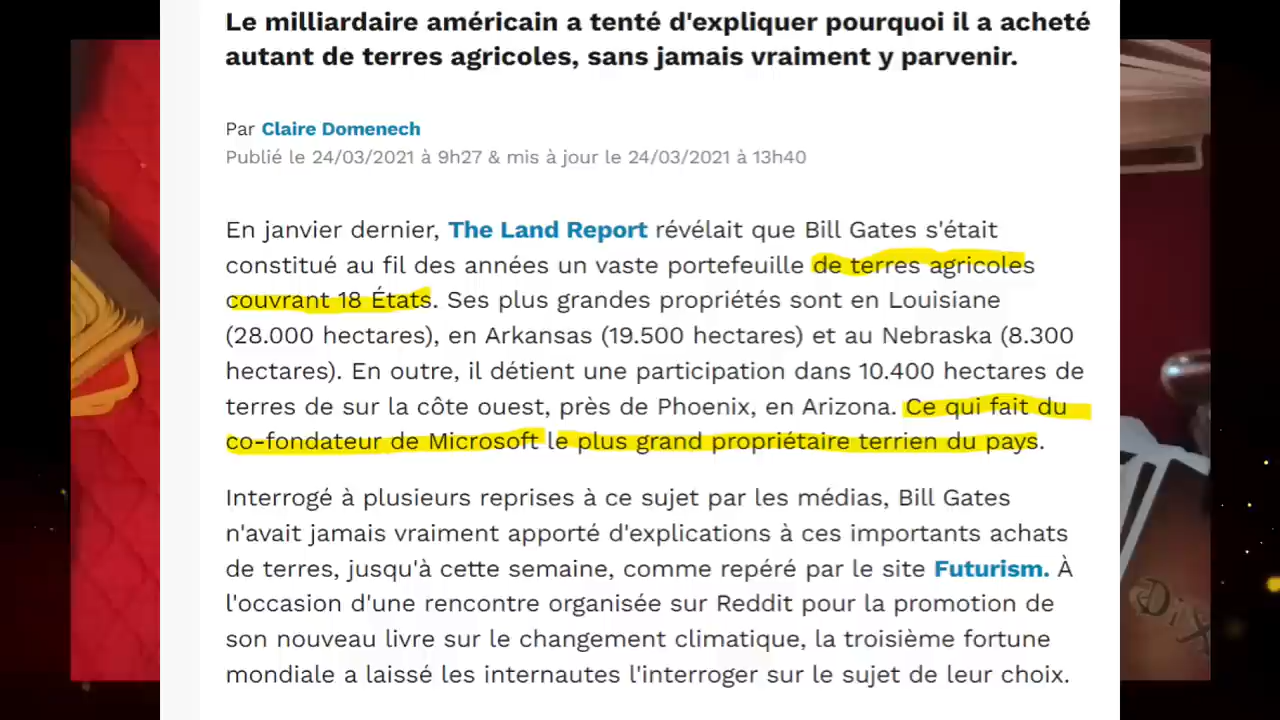 Le milliardaire américain a tenté d'expliquer pourquoi il a acheté
autant de terres agricoles, sans jamais vraiment y parvenir.
Par Claire Domenech
Publié le 24/03/2021 à 9h27 & mis à jour le 24/03/2021 à 13h40
En janvier dernier, The Land Report révélait que Bill Gates s'était
constitué au fil des années un vaste portefeuille de terres agricoles
couvrant 18 États. Ses plus grandes propriétés sont en Louisiane
(28.000 hectares), en Arkansas (19.500 hectares) et au Nebraska (8.300
hectares). En outre, il détient une participation dans 10.400 hectares de
terres de sur la côte ouest, près de Phoenix, en Arizona. Ce qui fait du
co-fondateur de Microsoft le plus grand propriétaire terrien du pays.
Interrogé à plusieurs reprises à ce sujet par les médias, Bill Gates
n'avait jamais vraiment apporté d'explications à ces importants achats
de terres, jusqu'à cette semaine, comme repéré par le site Futurism. À
l'occasion d'une rencontre organisée sur Reddit pour la promotion de
son nouveau livre sur le changement climatique, la troisième fortune
mondiale a laissé les internautes l'interroger sur le sujet de leur choix.